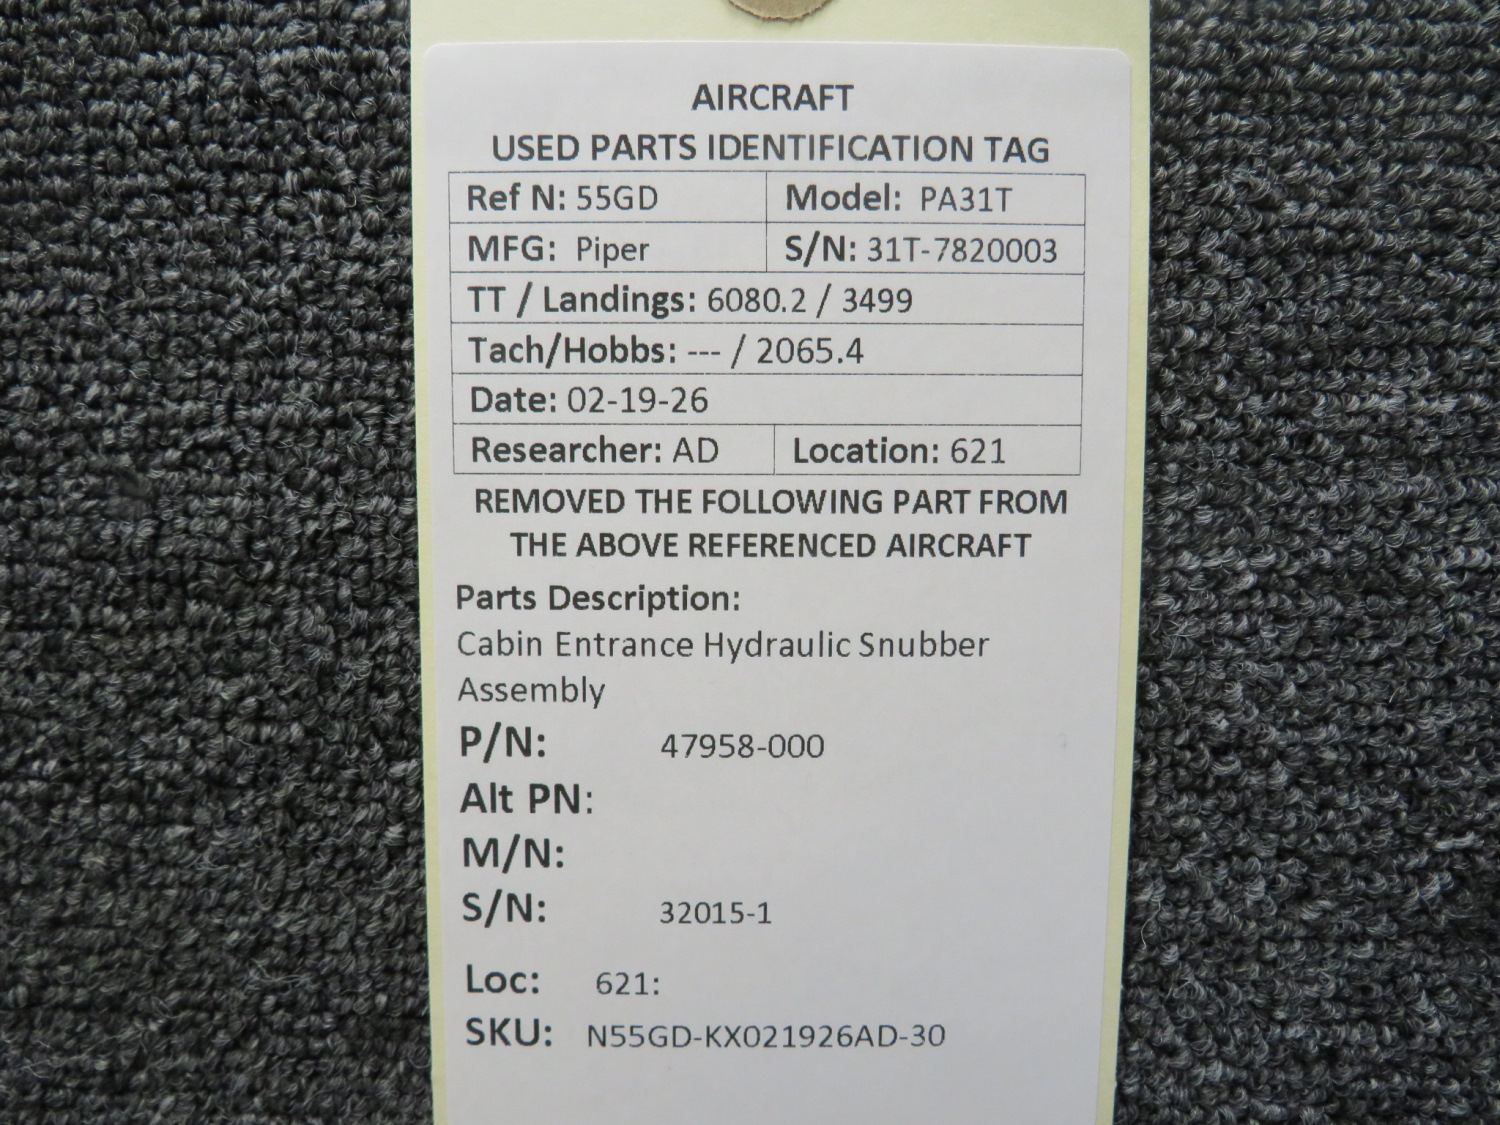 AIRCRAFT
USED PARTS IDENTIFICATION TAG
Ref N: 55GD Model: PA31T
MFG: Piper S/N: 31T-7820003
TT / Landings: 6080.2 / 3499
Tach/Hobbs: --- / 2065.4
Date: 02-19-26
Researcher: AD Location: 621
REMOVED THE FOLLOWING PART FROM
THE ABOVE REFERENCED AIRCRAFT
Parts Description:
Cabin Entrance Hydraulic Snubber
Assembly
P/N: 47958-000
Alt PN:
M/N:
S/N: 32015-1
Loc: 621:
SKU: N55GD-KX021926AD-30